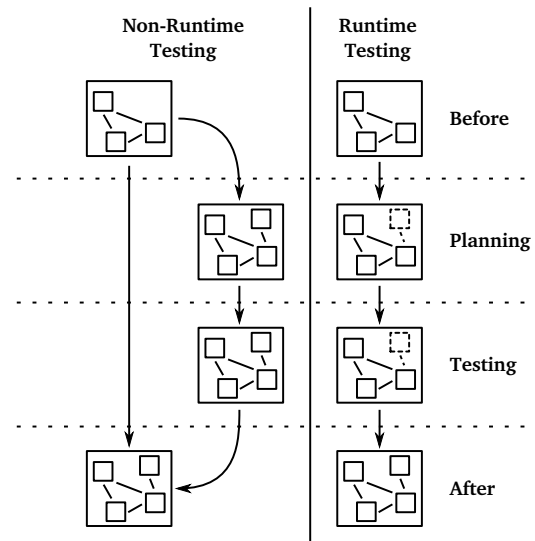 Non-Runtime
Testing
Runtime
Testing
Before
Planning
Testing
After